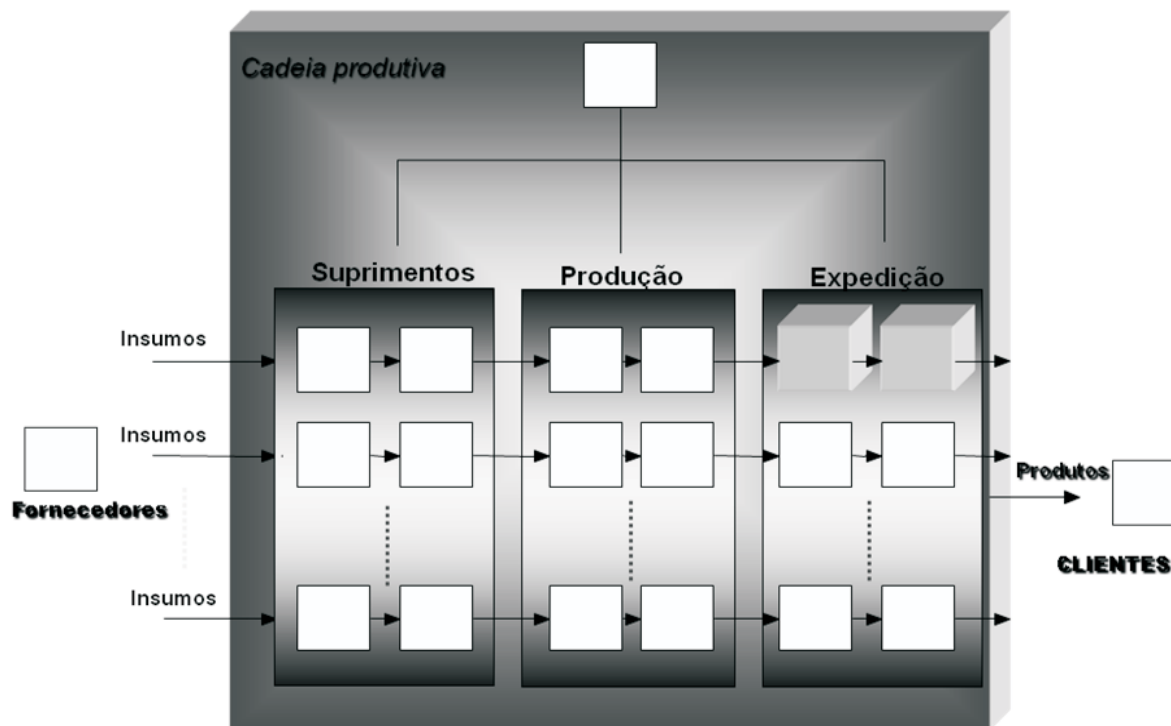 Cadeia produtiva
Suprimentos
Produção
Expedição
Insumos
Insumos
Fornecedores
Produtos
CLIENTES
Insumos